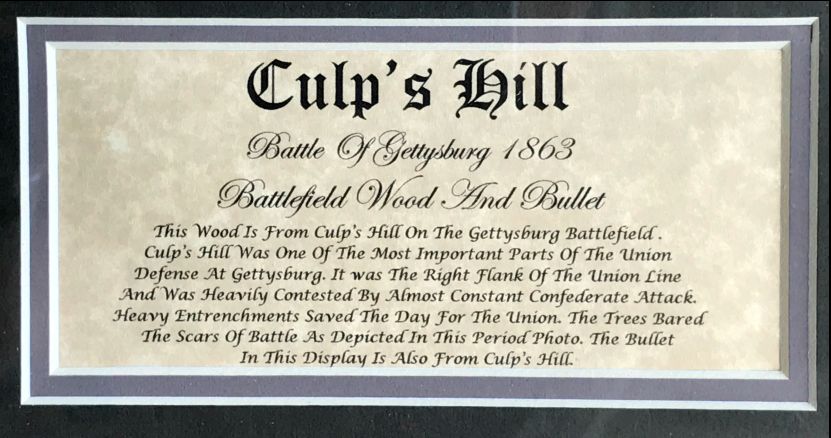 Culp's Hill
Battle Of Gettysburg 1863
Battlefield Wood And Bullet
This Wood Is From Culp's Hill On The Gettysburg Battlefield .
Culp's Hill Was One Of The Most Important Parts Of The Union
Defense At Gettysburg. It was The Right Flank Of The Union Line
And Was Heavily Contested By Almost Constant Confederate Attack.
Heavy Entrenchments Saved The Day For The Union. The Trees Bared
The Scars Of Battle As Depicted In This Period Photo. The Bullet
In This Display Is Also From Culp's Hill.